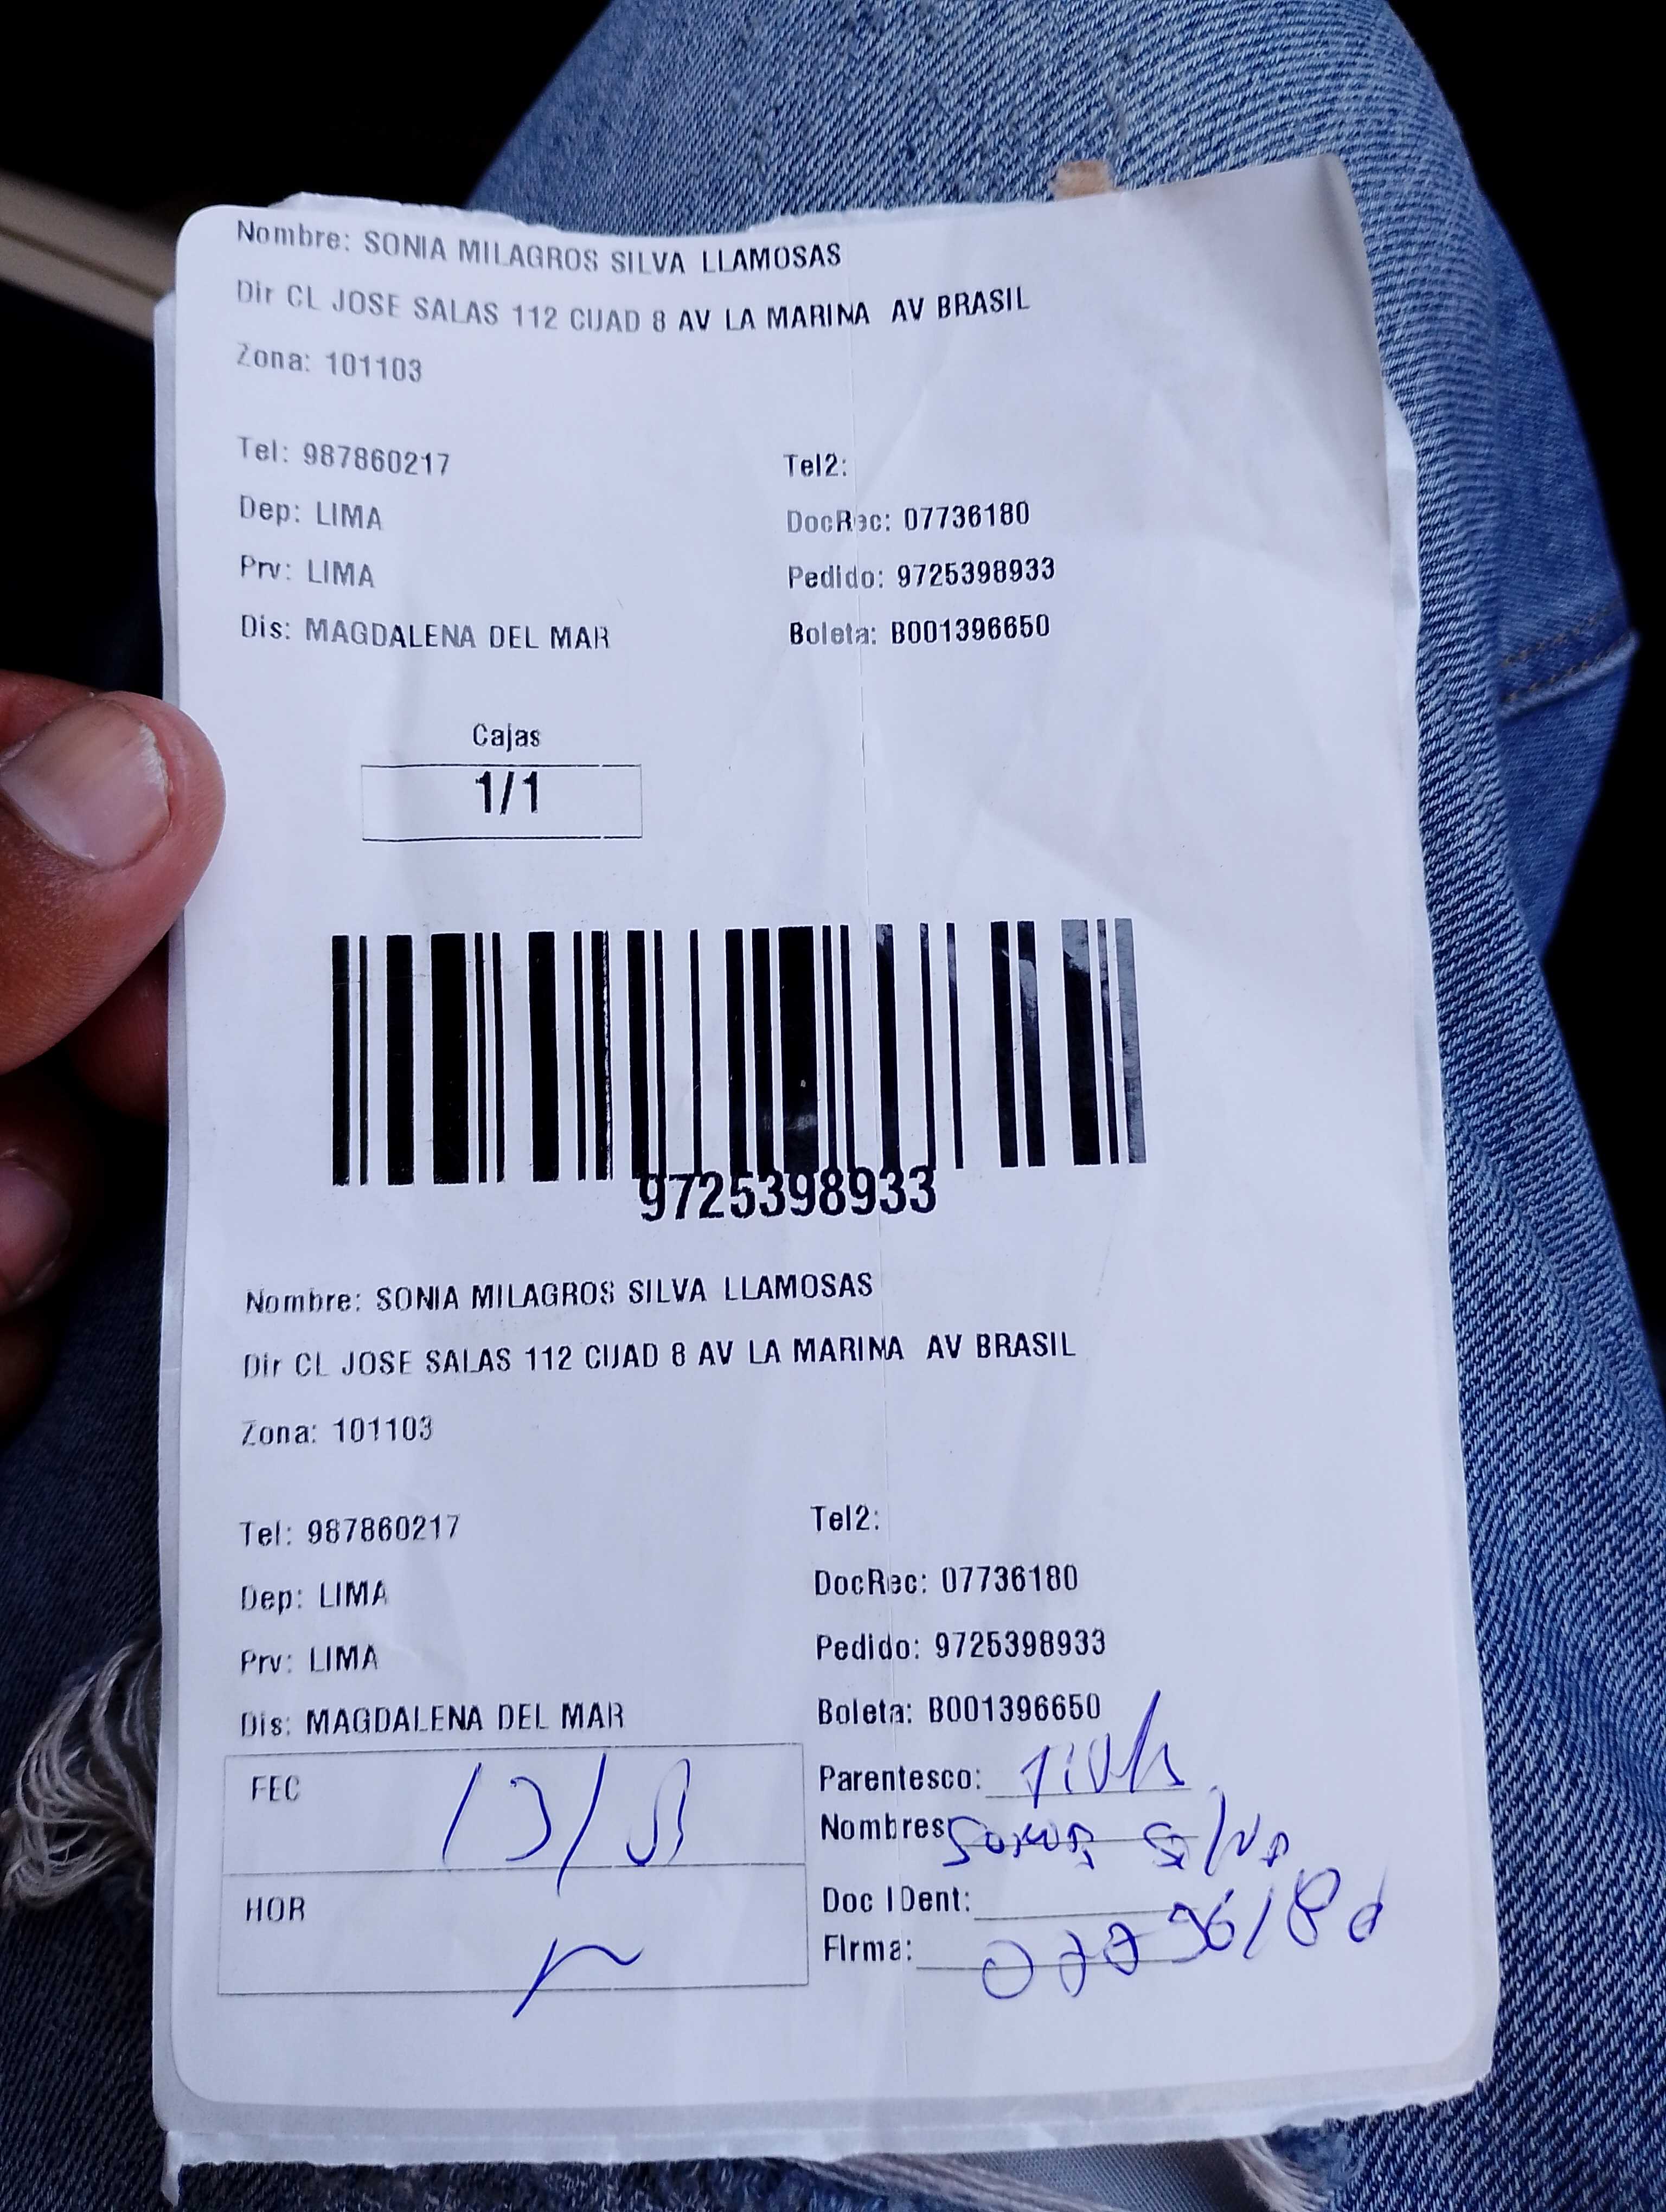 Nombre: SONIA MILAGROS SILVA LLAMOSAS
Dir CL JOSE SALAS 112 CUAD 8 AV LA MARINA AV BRASIL
Zona: 101103
Tel: 987860217 Tel2:
Dep: LIMA DocRec: 07736180
Prv: LIMA Pedido: 9725398933
Dis: MAGDALENA DEL MAR Boleta: B001396650
Cajas
1/1
9725398933
Nombre: SONIA MILAGROS SILVA LLAMOSAS
Dir CL JOSE SALAS 112 CUAD 8 AV LA MARINA AV BRASIL
Zona: 101103
Tel: 987860217 Tel2:
Dep: LIMA DocRec: 07736180
Prv: LIMA Pedido: 9725398933
Dis: MAGDALENA DEL MAR Boleta: B001396650
FEC Parentesco:
Nombres Sonia Silva
HOR Doc IDent:
Firma: 07736180